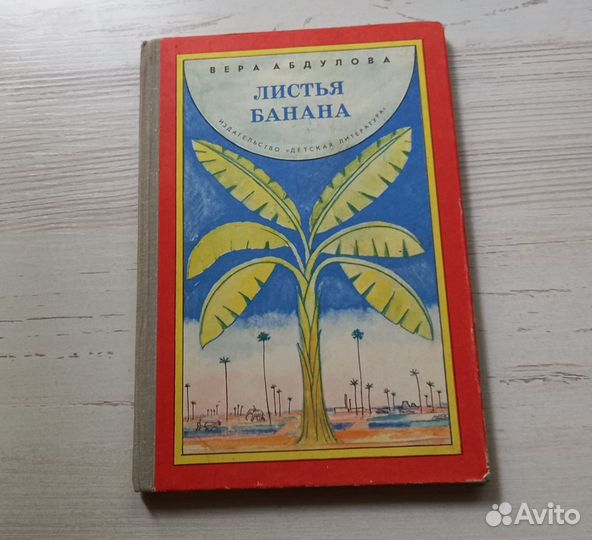 ВЕРА АБДУЛОВА
ЛИСТЬЯ
БАНАНА
ИЗДАТЕЛЬСТВО «ДЕТСКАЯ ЛИТЕРАТУРА»
Avito